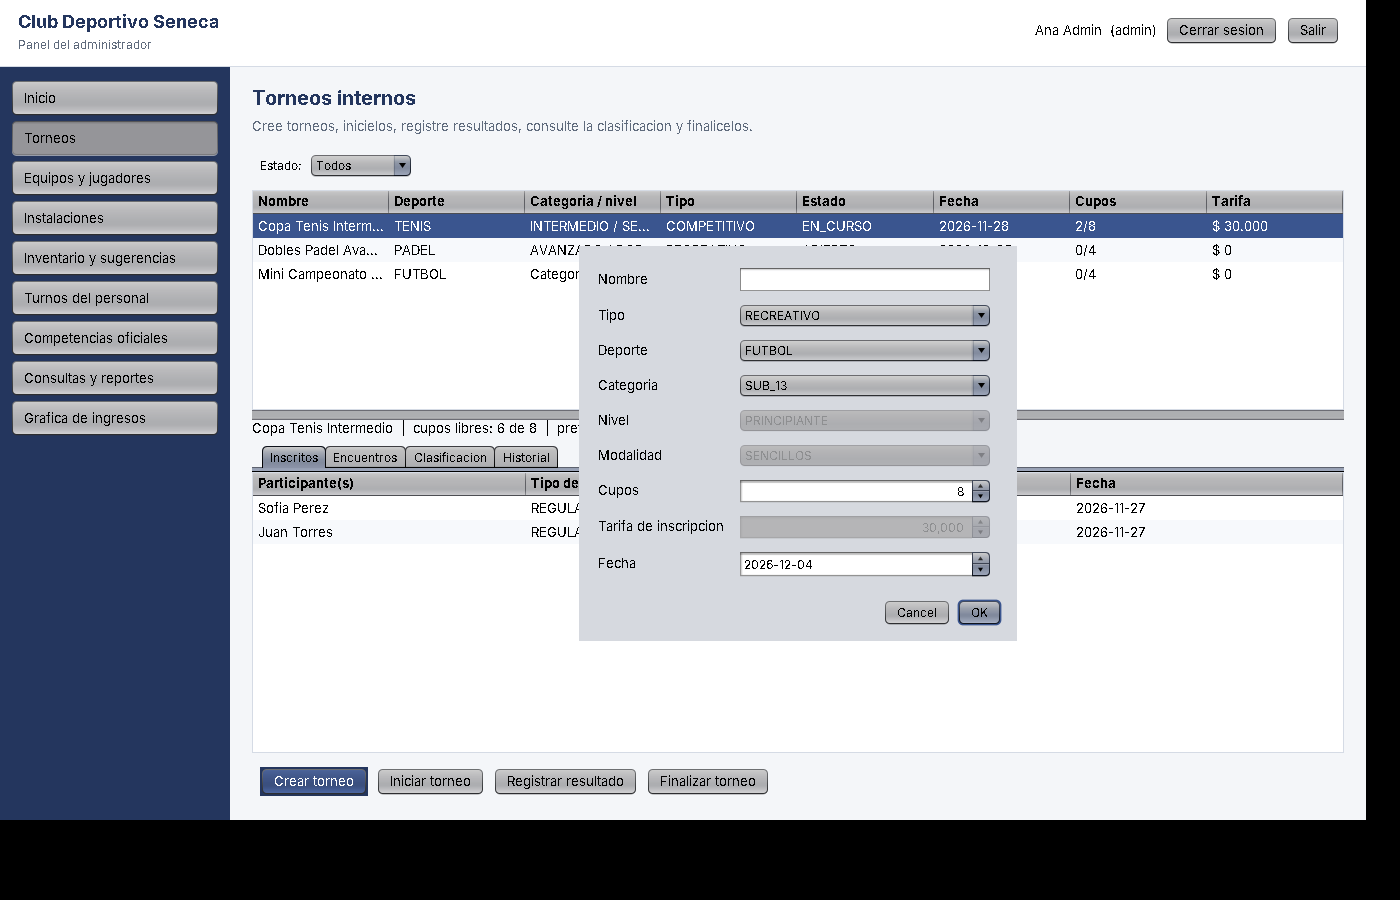 Club Deportivo Seneca
Panel del administrador
Ana Admin (admin)
Cerrar sesion
Salir
Inicio
Torneos
Equipos y jugadores
Instalaciones
Inventario y sugerencias
Turnos del personal
Competencias oficiales
Consultas y reportes
Grafica de ingresos
Torneos internos
Cree torneos, inicielos, registre resultados, consulte la clasificacion y finalicelos.
Estado: Todos
Nombre Deporte Categoria / nivel Tipo Estado Fecha Cupos Tarifa
Copa Tenis Interm... TENIS INTERMEDIO / SE... COMPETITIVO EN_CURSO 2026-11-28 2/8 $ 30.000
Dobles Padel Ava... PADEL 0/4 $ 0
Mini Campeonato ... FUTBOL Categor 0/4 $ 0
Nombre
Tipo RECREATIVO
Deporte FUTBOL
Categoria SUB_13
Nivel PRINCIPIANTE
Modalidad SENCILLOS
Cupos 8
Tarifa de inscripcion 30,000
Fecha 2026-12-04
Cancel OK
Copa Tenis Intermedio | cupos libres: 6 de 8 | pre
Inscritos Encuentros Clasificacion Historial
Participante(s) Tipo de Fecha
Sofia Perez REGULA 2026-11-27
Juan Torres REGULA 2026-11-27
Crear torneo Iniciar torneo Registrar resultado Finalizar torneo